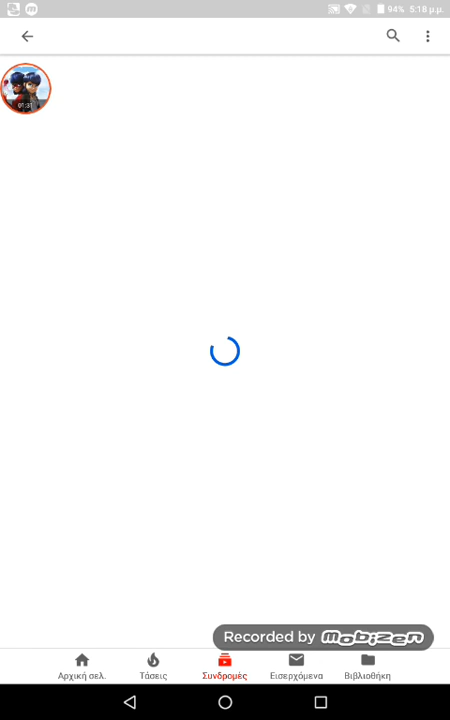 94% 5:18 μ.μ.
01:31
Recorded by mobizen
Αρχική σελ. Τάσεις Συνδρομές Εισερχόμενα Βιβλιοθήκη